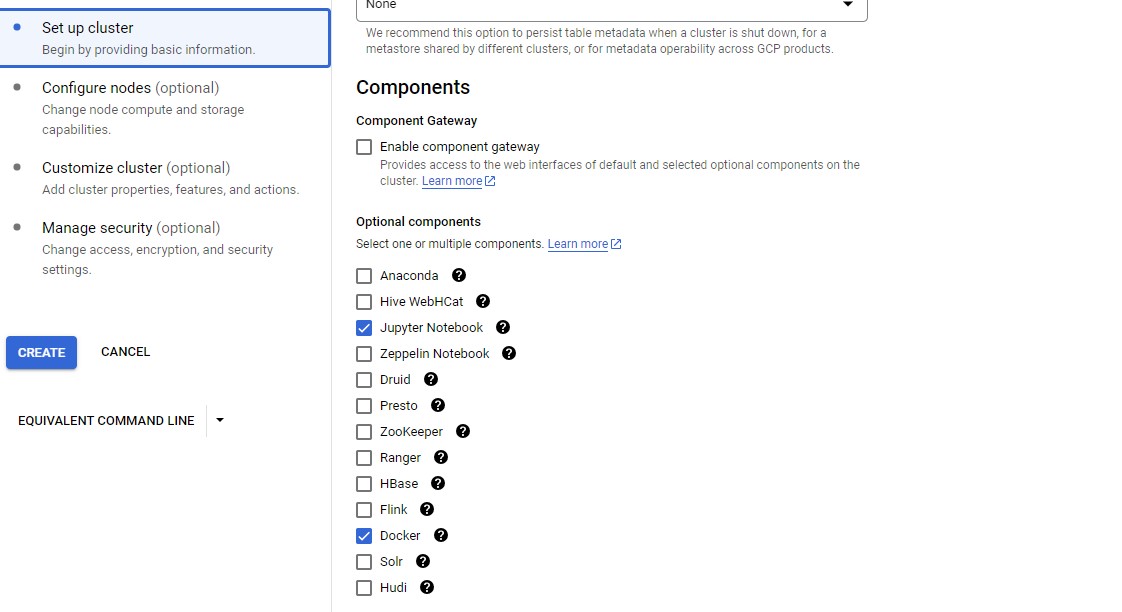 Set up cluster
Begin by providing basic information.
Configure nodes (optional)
Change node compute and storage
capabilities.
Customize cluster (optional)
Add cluster properties, features, and actions.
Manage security (optional)
Change access, encryption, and security
settings.
CREATE
CANCEL
EQUIVALENT COMMAND LINE
None
We recommend this option to persist table metadata when a cluster is shut down, for a
metastore shared by different clusters, or for metadata operability across GCP products.
Components
Component Gateway
Enable component gateway
Provides access to the web interfaces of default and selected optional components on the
cluster. Learn more
Optional components
Select one or multiple components. Learn more
Anaconda ?
Hive WebHCat ?
Jupyter Notebook ?
Zeppelin Notebook ?
Druid ?
Presto ?
ZooKeeper ?
Ranger ?
HBase ?
Flink ?
Docker ?
Solr ?
Hudi ?